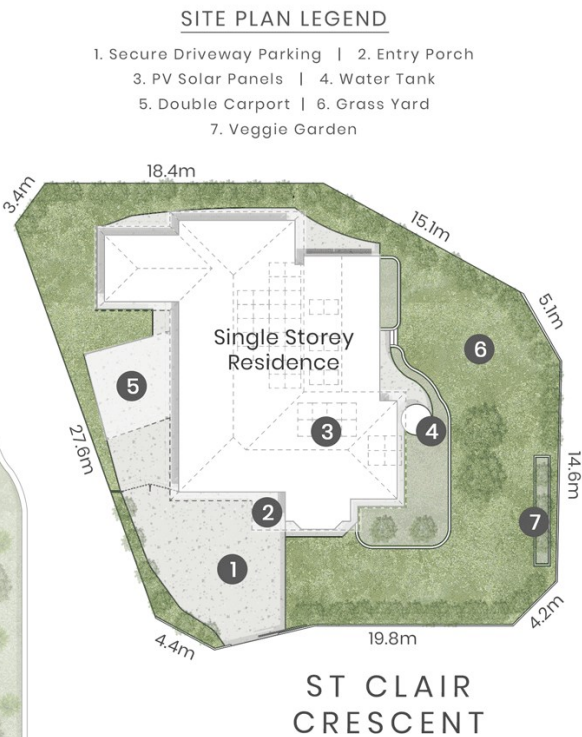 SITE PLAN LEGEND
1. Secure Driveway Parking | 2. Entry Porch
3. PV Solar Panels | 4. Water Tank
5. Double Carport | 6. Grass Yard
7. Veggie Garden
18.4m
3.4m
15.1m
5.1m
Single Storey
Residence
6
5
3
4
27.6m
14.6m
2
7
1
4.2m
4.4m
19.8m
ST CLAIR
CRESCENT